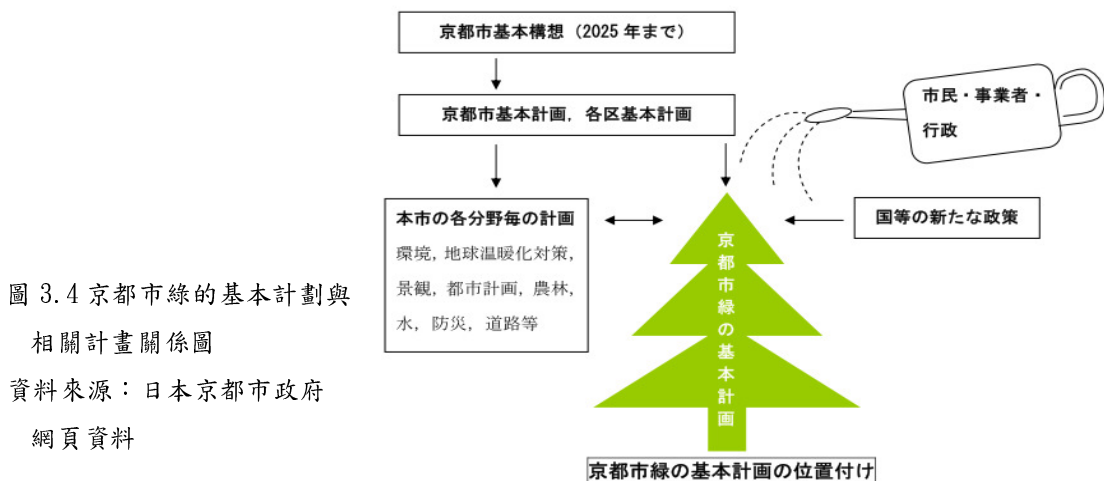 京都市基本構想（2025年まで）
京都市基本計画，各区基本計画
市民・事業者・
行政
本市の各分野毎の計画
環境，地球温暖化対策，
景観，都市計画，農林，
水，防災，道路等
国等の新たな政策
京都市緑の基本計画
京都市緑の基本計画の位置付け
圖 3.4 京都市綠的基本計劃與
相關計畫關係圖
資料來源：日本京都市政府
網頁資料